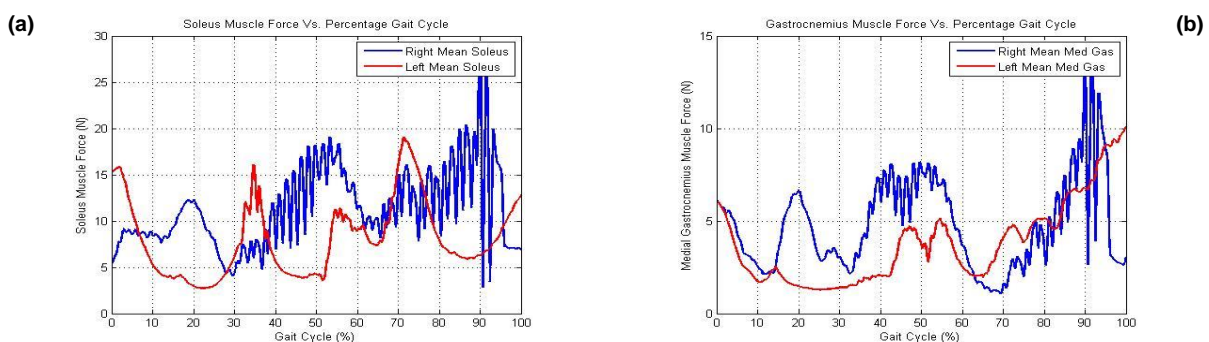 (a)
Soleus Muscle Force Vs. Percentage Gait Cycle
30
25
20
15
10
5
0
Soleus Muscle Force (N)
Right Mean Soleus
Left Mean Soleus
0 10 20 30 40 50 60 70 80 90 100
Gait Cycle (%)
Gastrocnemius Muscle Force Vs. Percentage Gait Cycle
(b)
15
10
5
0
Medial Gastrocnemius Muscle Force (N)
Right Mean Med Gas
Left Mean Med Gas
0 10 20 30 40 50 60 70 80 90 100
Gait Cycle (%)